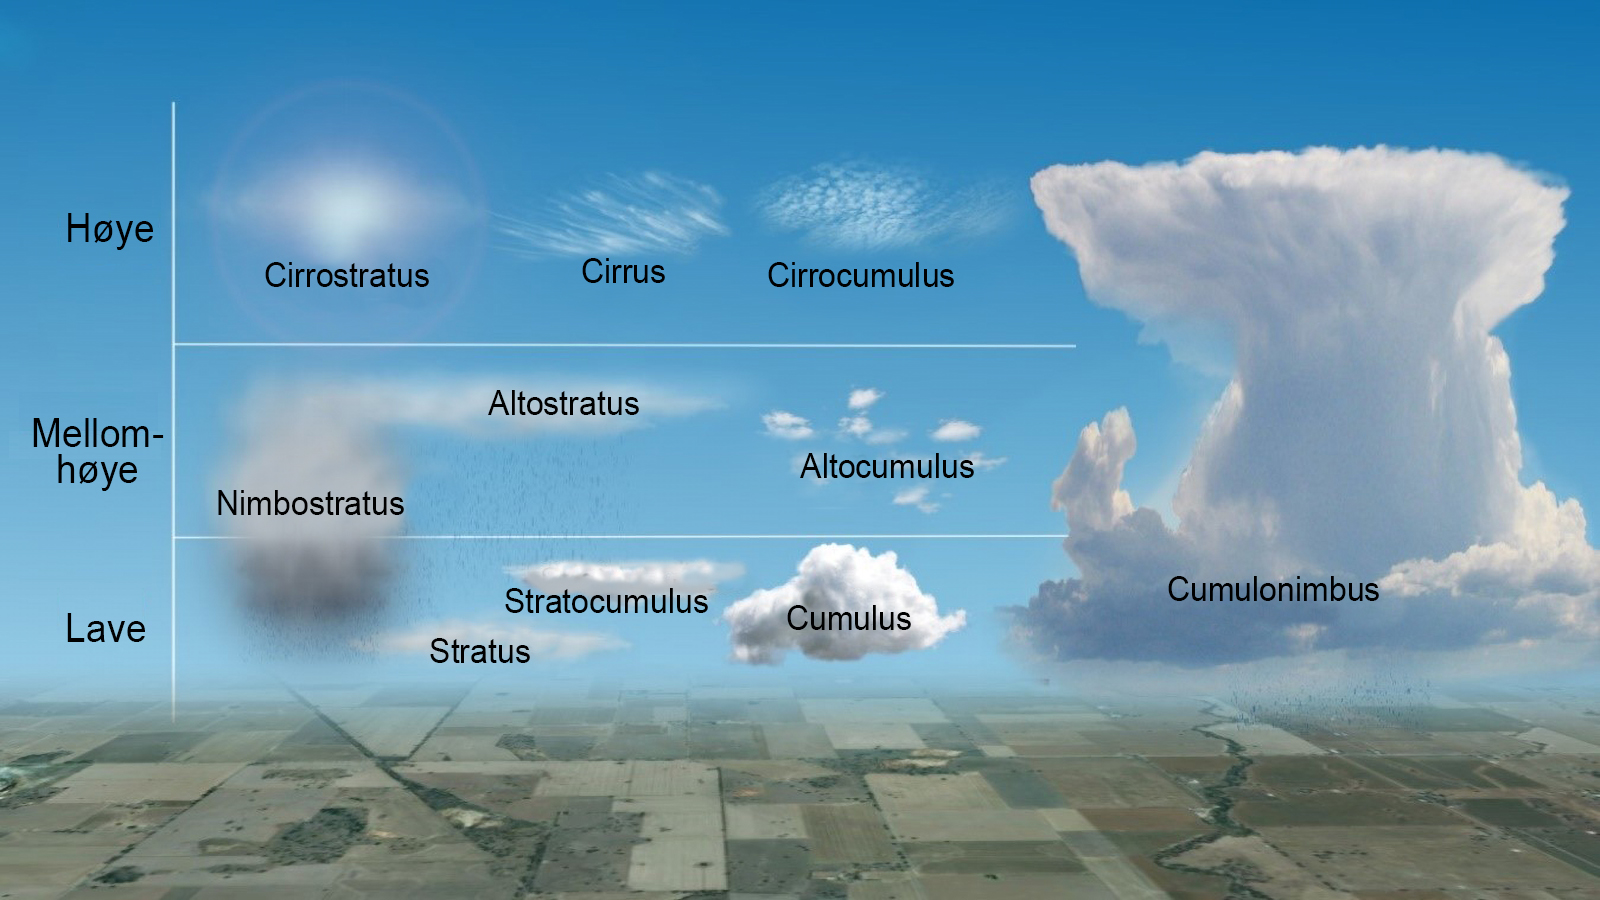 Høye
Cirrostratus
Cirrus
Cirrocumulus
Mellom-
høye
Altostratus
Altocumulus
Nimbostratus
Lave
Stratocumulus
Stratus
Cumulus
Cumulonimbus